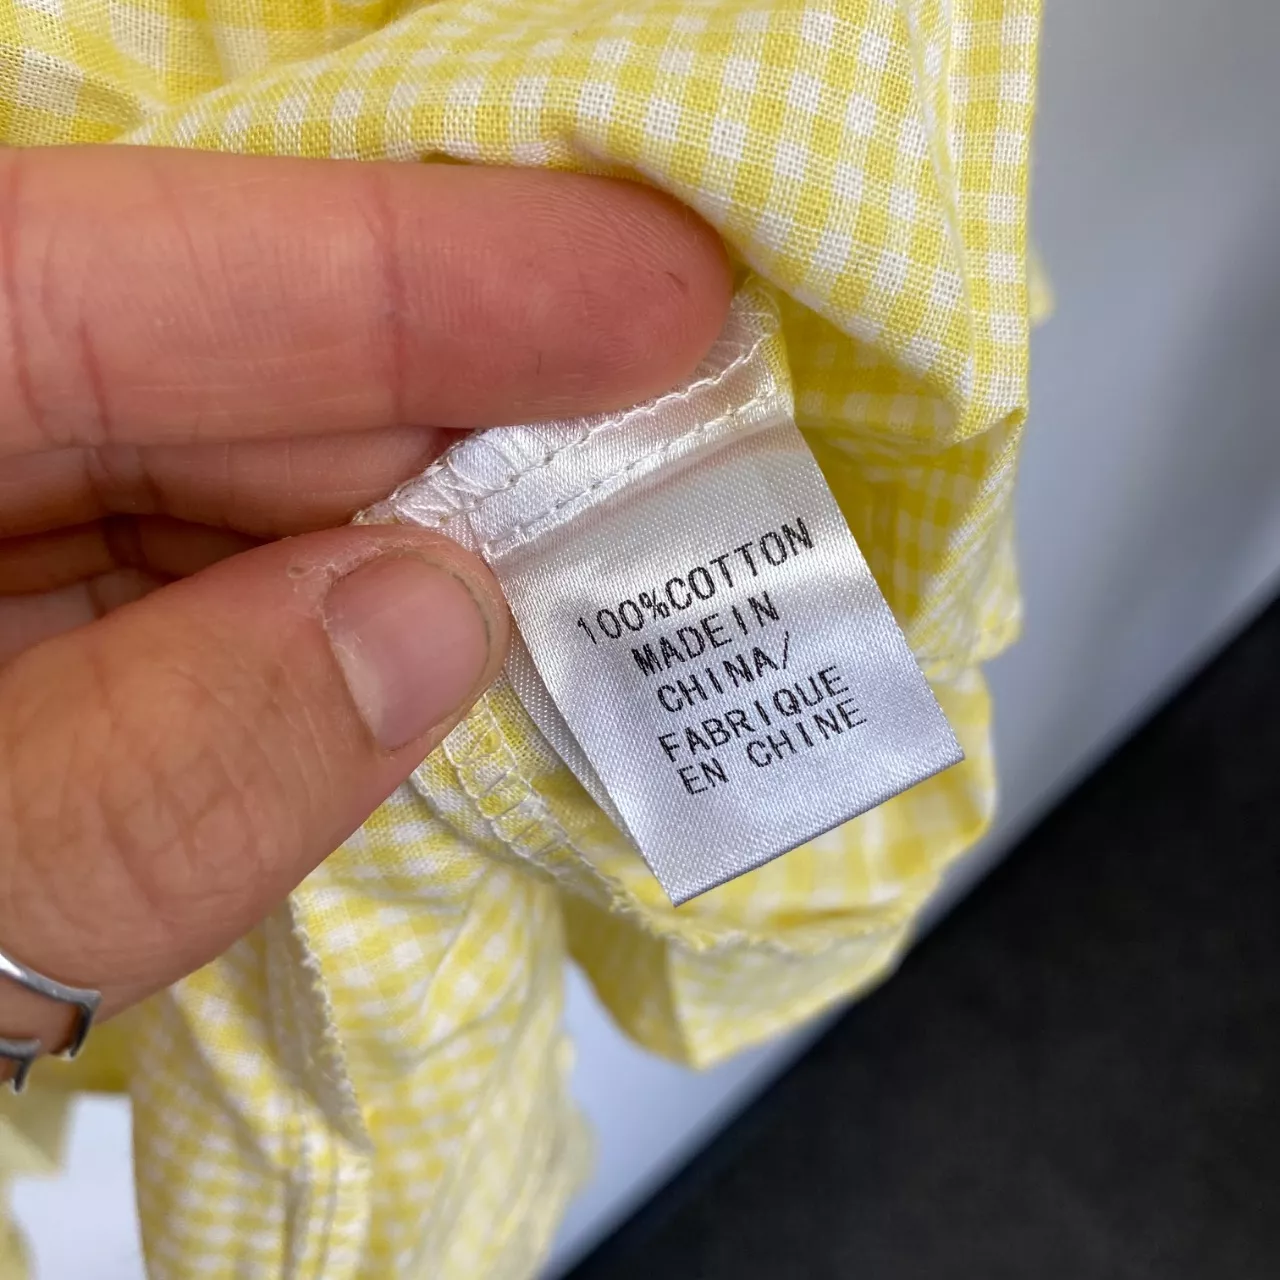 100%COTTON
MADEIN
CHINA/
FABRIQUE
EN CHINE